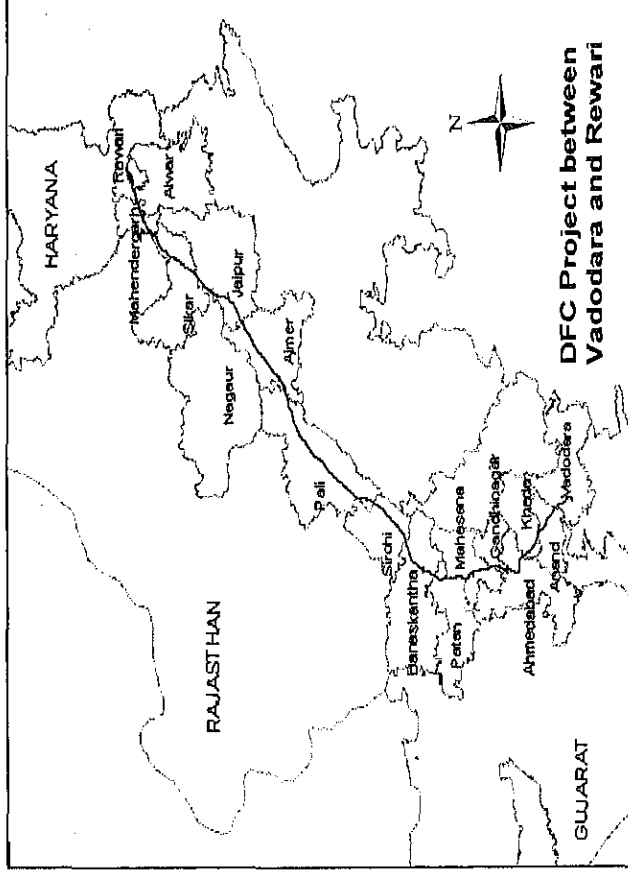 HARYANA
Rewari
Mahendergarh
Alwar
Sikar
Jaipur
Nagaur
Ajmer
RAJASTHAN
Pali
Sirohi
Banaskantha
Mahesana
Patan
Gandhinagar
Kheda
Ahmedabad
Anand
Vadodara
GUJARAT
N
DFC Project between
Vadodara and Rewari